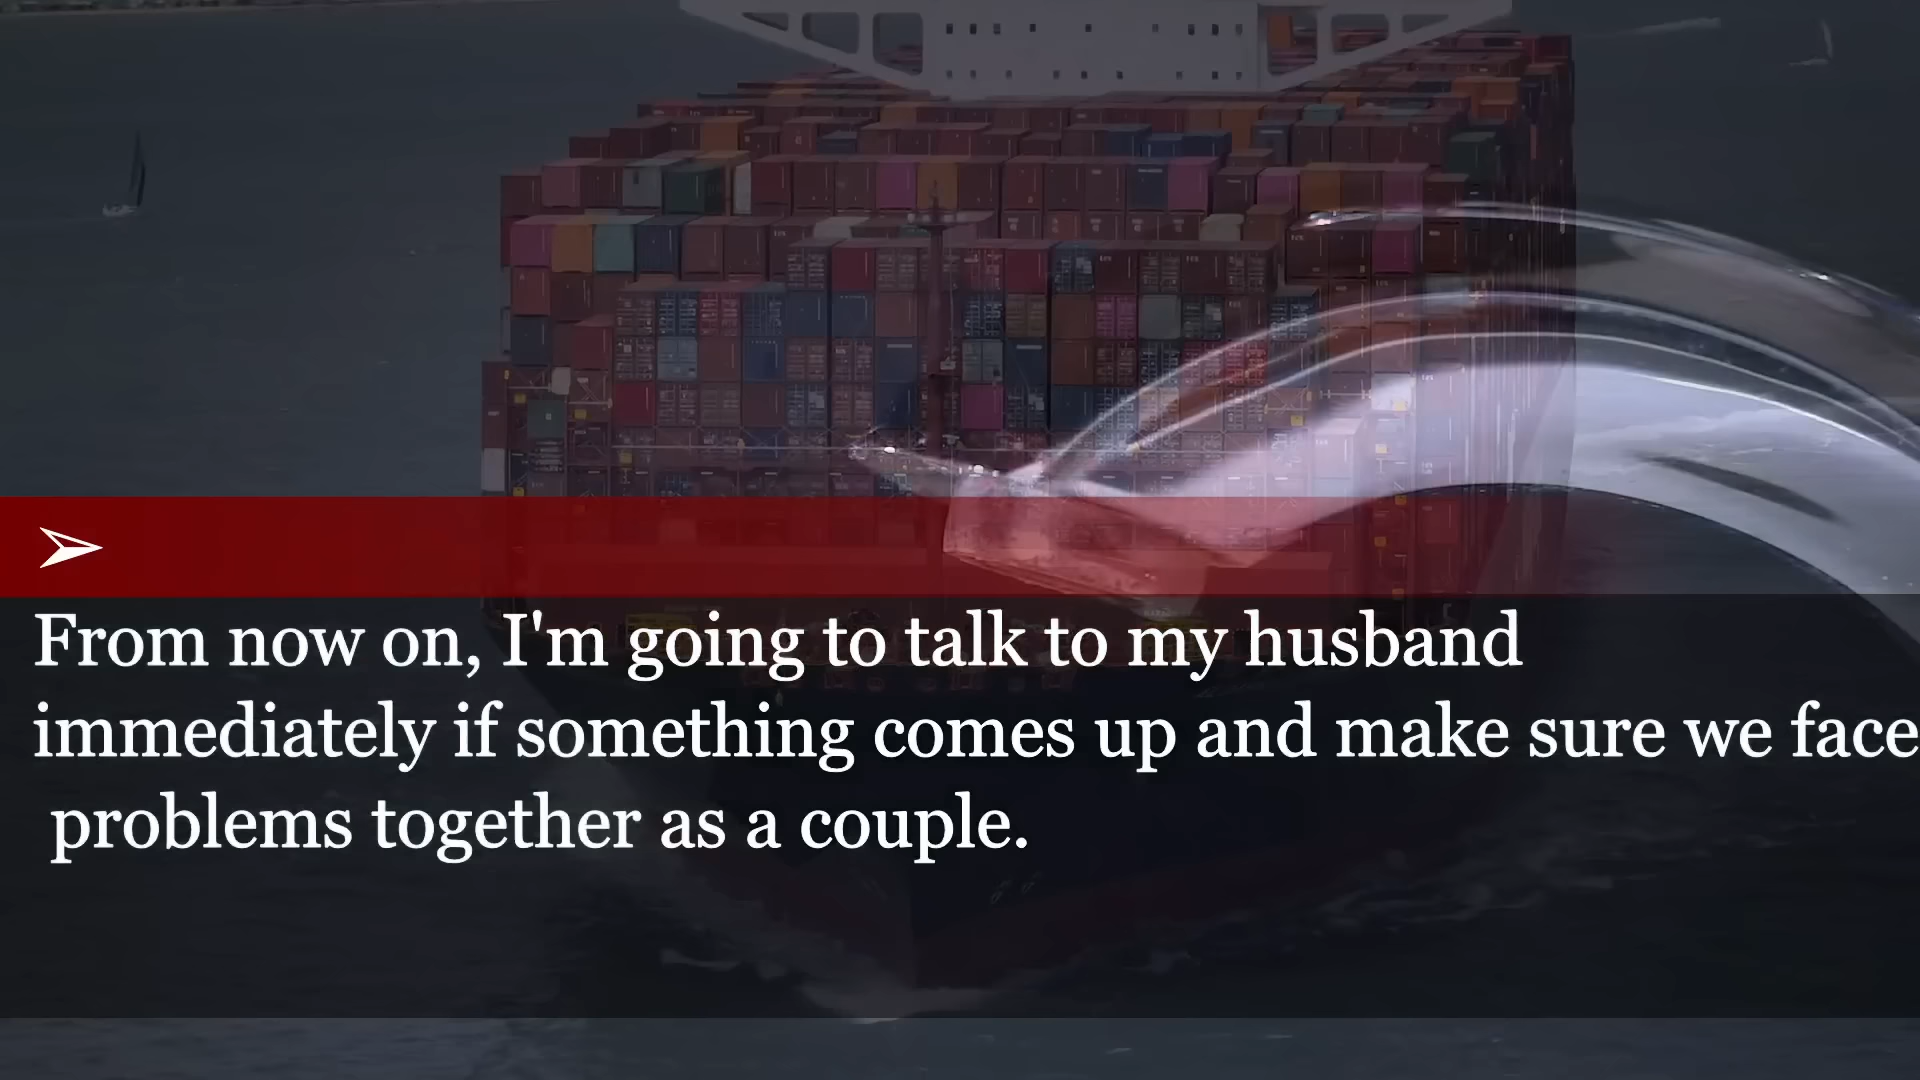 From now on, I'm going to talk to my husband
immediately if something comes up and make sure we face
problems together as a couple.